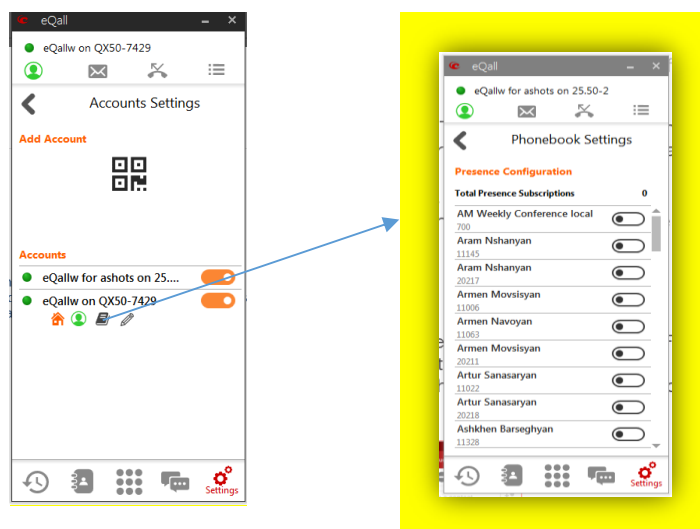 eQall
eQallw on QX50-7429
Accounts Settings
Add Account
Accounts
eQallw for ashots on 25....
eQallw on QX50-7429
Settings
eQall
eQallw for ashots on 25.50-2
Phonebook Settings
Presence Configuration
Total Presence Subscriptions 0
AM Weekly Conference local
700
Aram Nshanyan
11145
Aram Nshanyan
20217
Armen Movsisyan
11006
Armen Navoyan
11063
Armen Movsisyan
20211
Artur Sanasaryan
11022
Artur Sanasaryan
20218
Ashkhen Barseghyan
11328
Settings